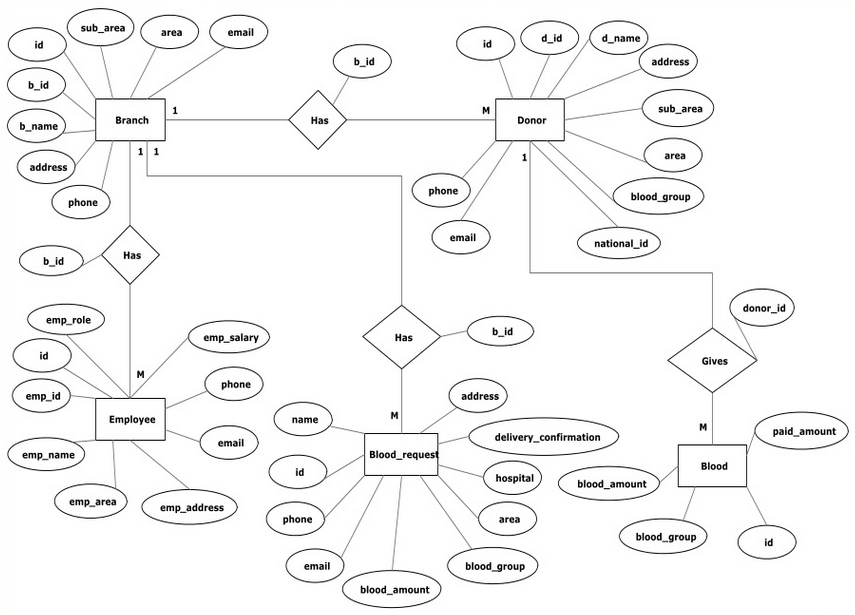 sub_area
area
email
id
b_id
b_name
address
phone
Branch
1
1
1
Has
b_id
M
id
d_id
d_name
address
sub_area
area
blood_group
national_id
email
phone
Donor
1
b_id
Has
M
emp_role
id
emp_id
emp_name
emp_area
emp_address
email
phone
emp_salary
Employee
Has
b_id
M
name
id
phone
email
blood_amount
blood_group
area
hospital
delivery_confirmation
address
Blood_request
donor_id
Gives
M
Blood
paid_amount
blood_amount
blood_group
id